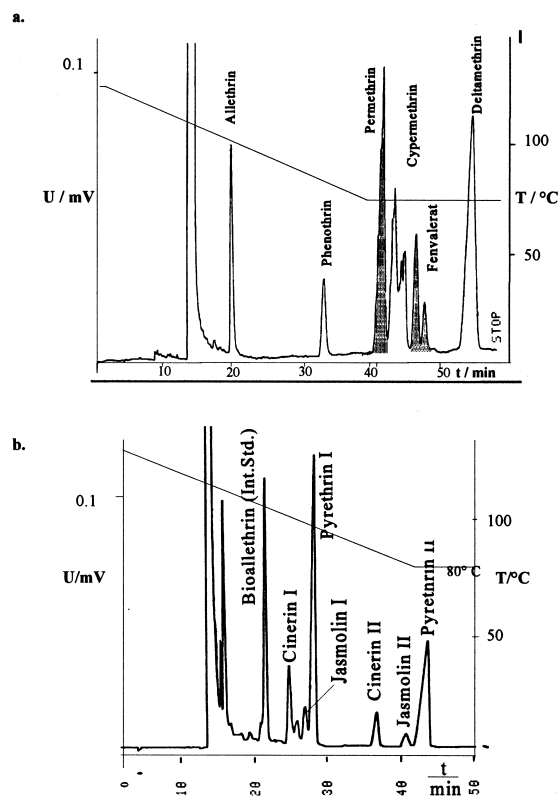 a.
0.1
U / mV
Allethrin
Phenothrin
Permethrin
Cypermethrin
Fenvalerat
Deltamethrin
100
T / °C
50
STOP
0
10
20
30
40
50
t / min
b.
0.1
U/mV
Bioallethrin (Int.Std.)
Cinerin I
Pyrethrin I
Jasmolin I
Cinerin II
Jasmolin II
Pyrethrin II
100
80° C
T/°C
50
0
10
20
30
40
t
min
50